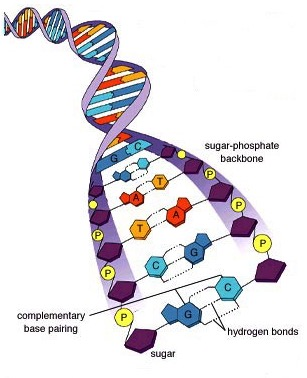 G C
sugar-phosphate
backbone
P
T
A
P
A
T
P
P
G
C
P
C
complementary
base pairing
P
G
hydrogen bonds
sugar